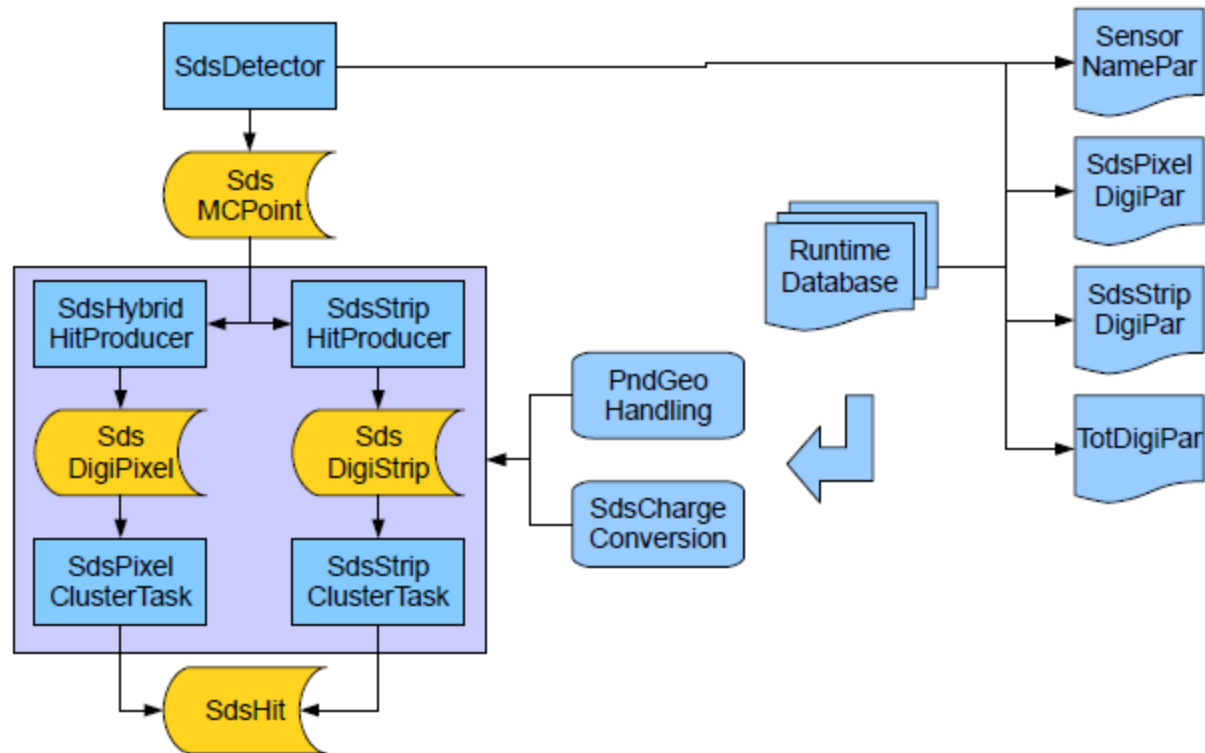 SdsDetector
Sensor
NamePar
Sds
MCPoint
SdsPixel
DigiPar
Runtime
Database
SdsHybrid
HitProducer
SdsStrip
HitProducer
SdsStrip
DigiPar
PndGeo
Handling
Sds
DigiPixel
Sds
DigiStrip
TotDigiPar
SdsCharge
Conversion
SdsPixel
ClusterTask
SdsStrip
ClusterTask
SdsHit